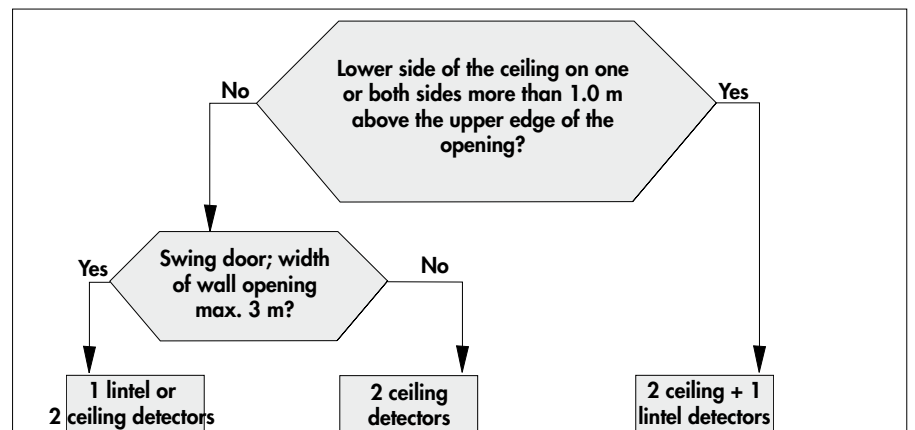 Lower side of the ceiling on one
or both sides more than 1.0 m
above the upper edge of the
opening?
No
Yes
Swing door; width
of wall opening
max. 3 m?
Yes
No
1 lintel or
2 ceiling detectors
2 ceiling
detectors
2 ceiling + 1
lintel detectors